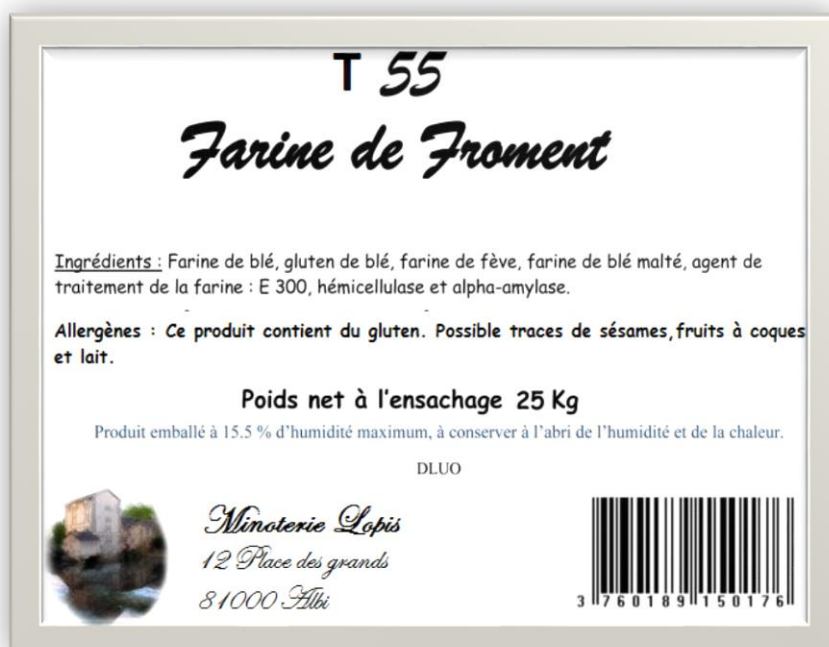 T 55
Farine de Froment
Ingrédients : Farine de blé, gluten de blé, farine de fève, farine de blé malté, agent de
traitement de la farine : E 300, hémicellulase et alpha-amylase.
Allergènes : Ce produit contient du gluten. Possible traces de sésames, fruits à coques
et lait.
Poids net à l'ensachage 25 Kg
Produit emballé à 15.5 % d'humidité maximum, à conserver à l'abri de l'humidité et de la chaleur.
DLUO
Minoterie Lopis
12 Place des grands
81000 Albi
3 760189 150176